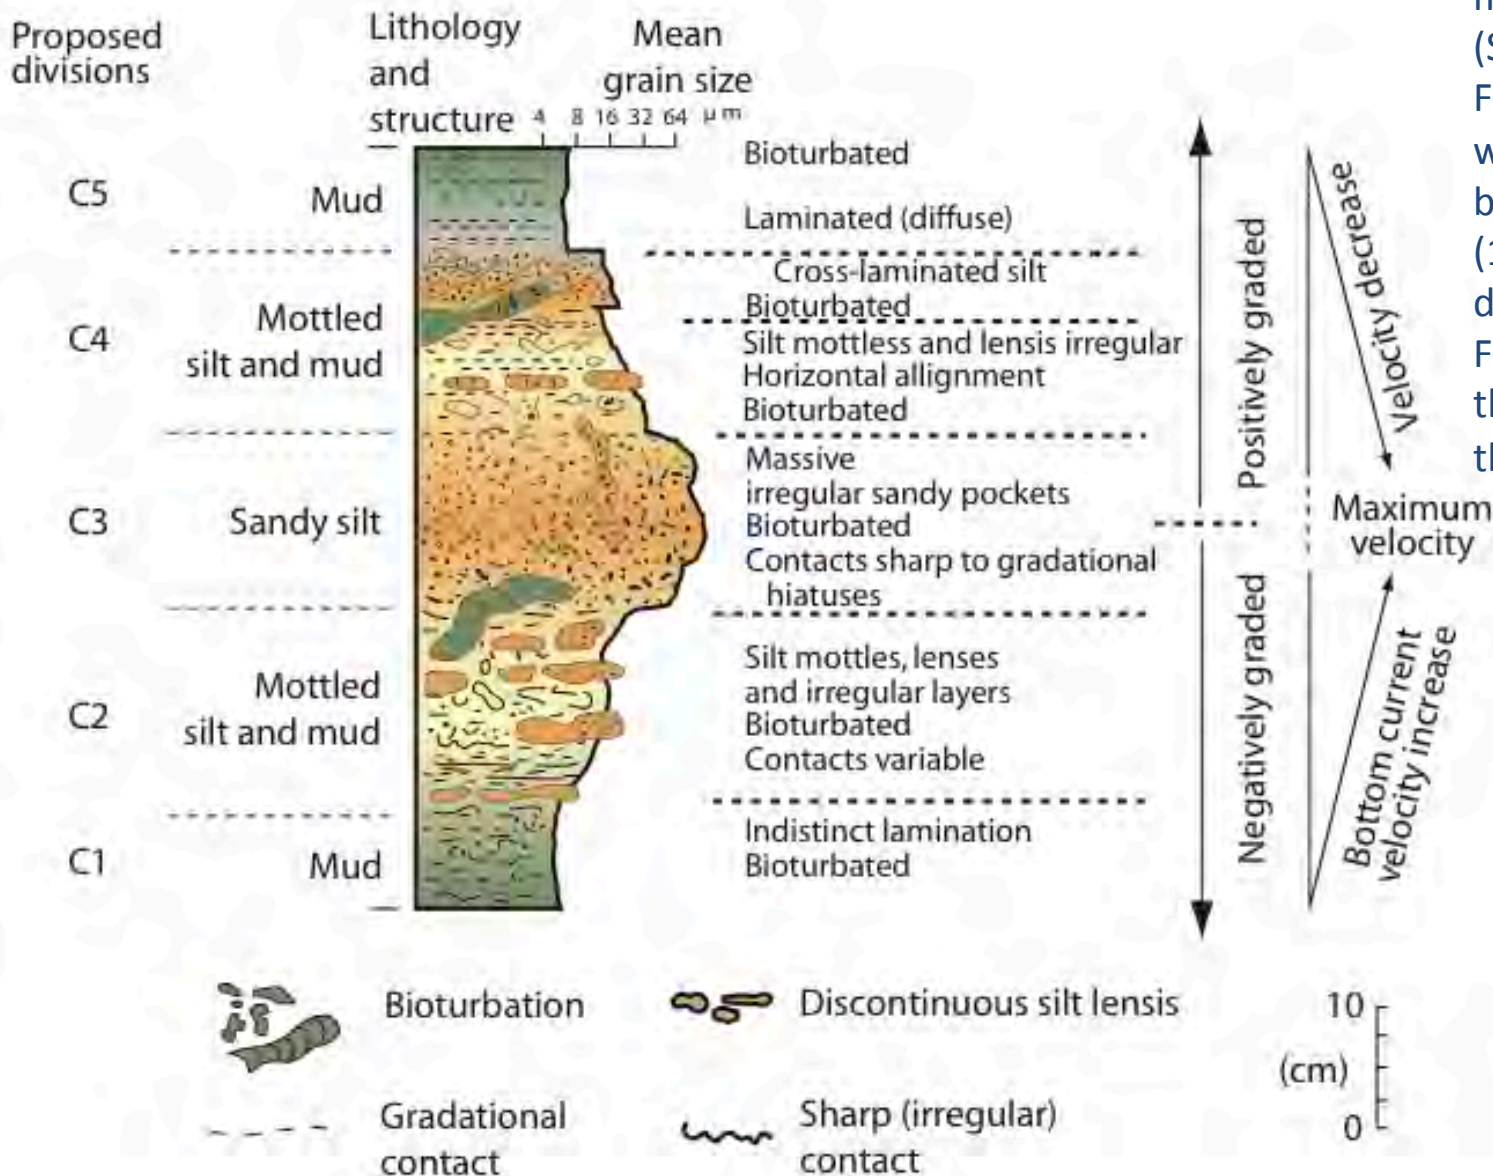 Proposed
divisions
Lithology
and
structure
Mean
grain size
4 8 16 32 64 µm
C5
Mud
Bioturbated
Laminated (diffuse)
C4
Mottled
silt and mud
Cross-laminated silt
Bioturbated
Silt mottless and lensis irregular
Horizontal allignment
Bioturbated
C3
Sandy silt
Massive
irregular sandy pockets
Bioturbated
Contacts sharp to gradational
hiatuses
C2
Mottled
silt and mud
Silt mottles, lenses
and irregular layers
Bioturbated
Contacts variable
C1
Mud
Indistinct lamination
Bioturbated
Positively graded
Negatively graded
Velocity decrease
Maximum
velocity
Bottom current
velocity increase
Bioturbation
Discontinuous silt lensis
Gradational
contact
Sharp (irregular)
contact
10
(cm)
0